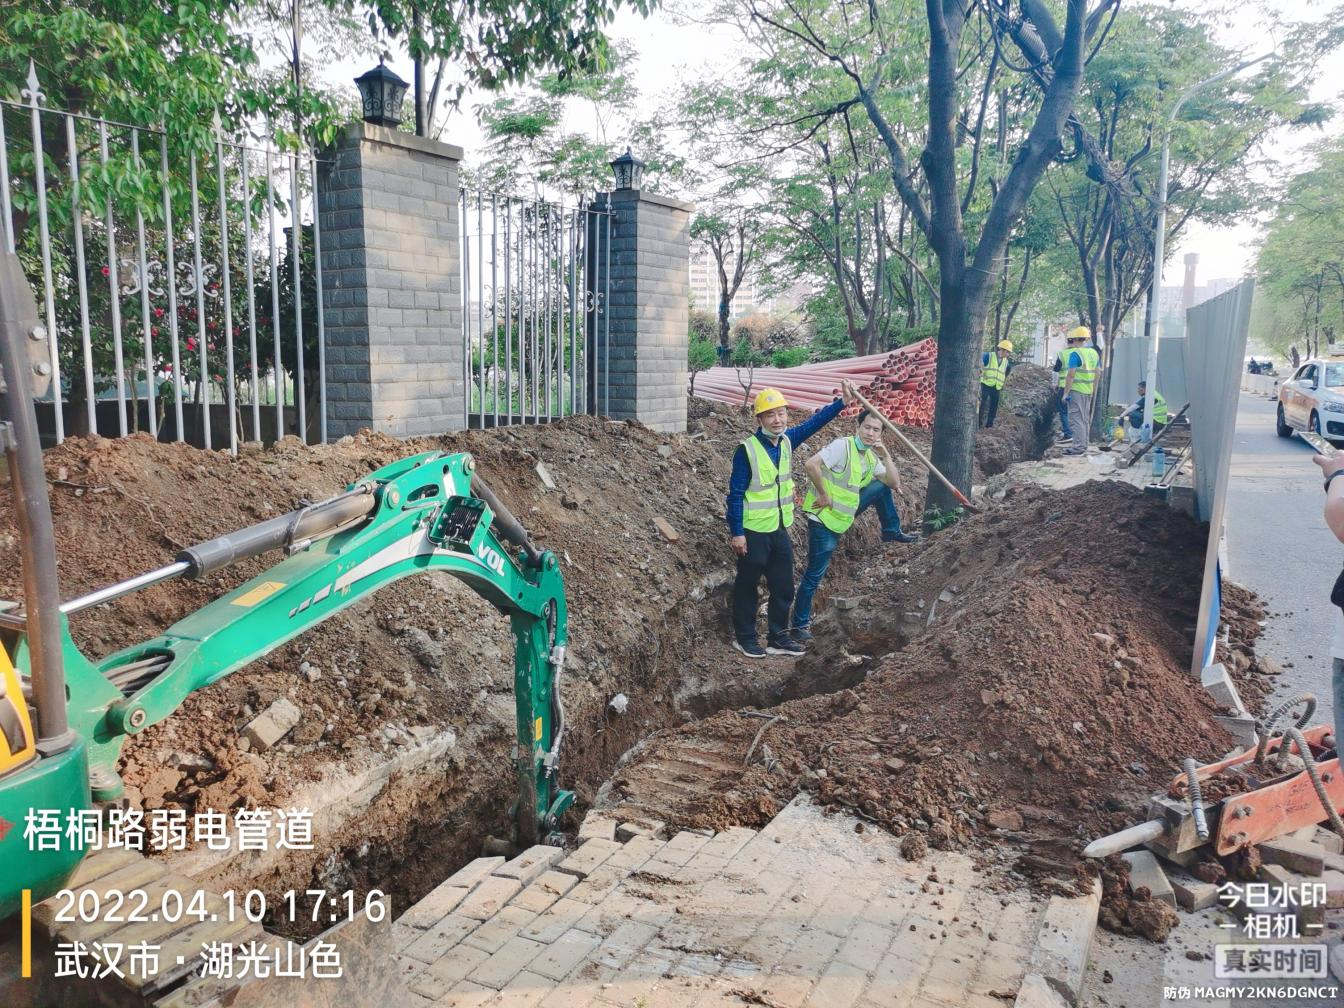 VOL
梧桐路弱电管道
2022.04.10 17:16
武汉市·湖光山色
今日水印
-相机-
真实时间
防伪 MAGMY2KN6DGNCT